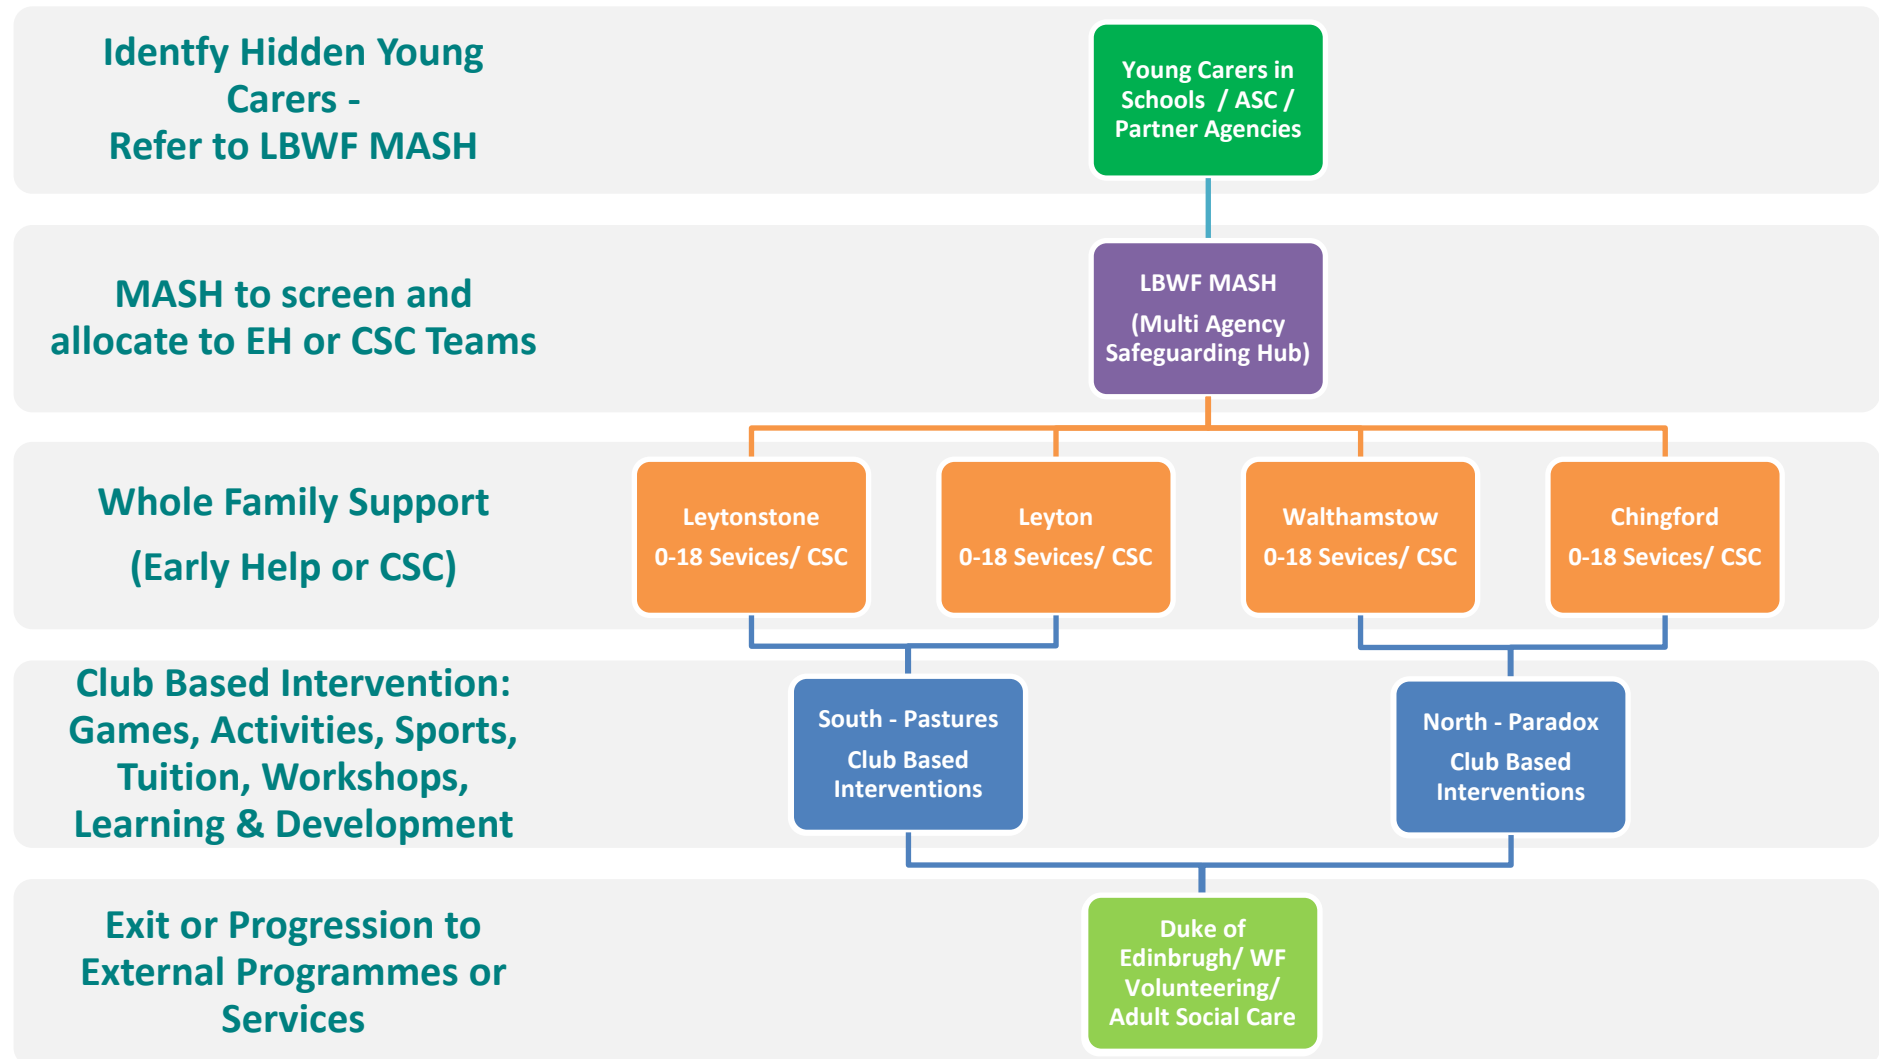 Identfy Hidden Young
Carers -
Refer to LBWF MASH
Young Carers in
Schools / ASC /
Partner Agencies
MASH to screen and
allocate to EH or CSC Teams
LBWF MASH
(Multi Agency
Safeguarding Hub)
Whole Family Support
(Early Help or CSC)
Leytonstone
0-18 Sevices/ CSC
Leyton
0-18 Sevices/ CSC
Walthamstow
0-18 Sevices/ CSC
Chingford
0-18 Sevices/ CSC
Club Based Intervention:
Games, Activities, Sports,
Tuition, Workshops,
Learning & Development
South - Pastures
Club Based
Interventions
North - Paradox
Club Based
Interventions
Exit or Progression to
External Programmes or
Services
Duke of
Edinbrugh/ WF
Volunteering/
Adult Social Care